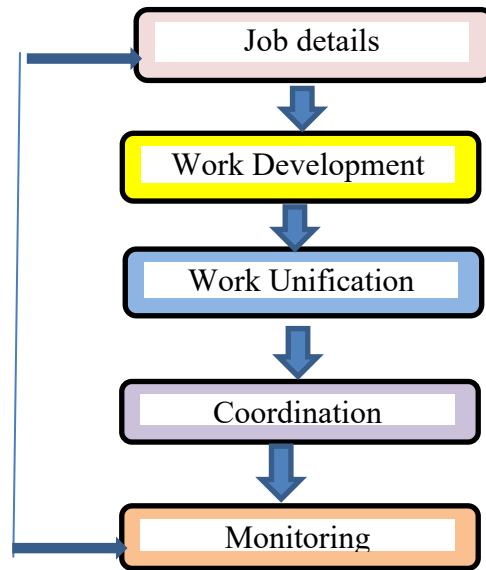 Job details
Work Development
Work Unification
Coordination
Monitoring